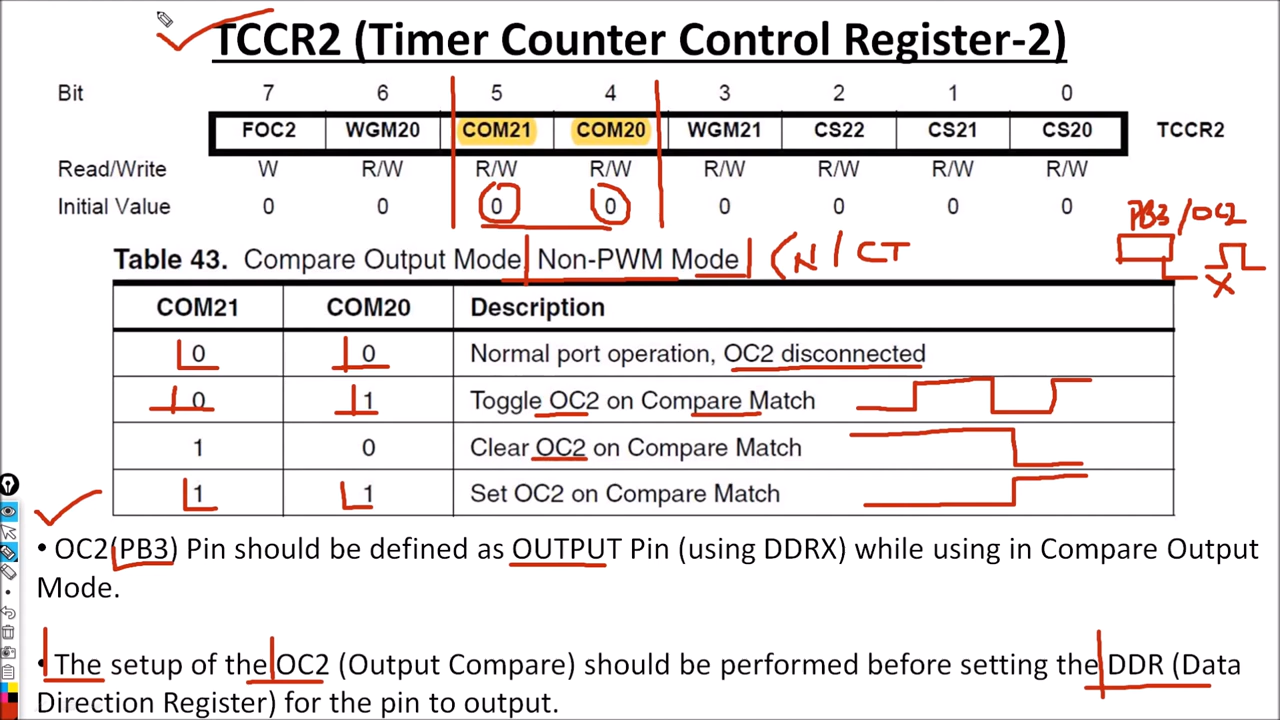 TCCR2 (Timer Counter Control Register-2)
Bit 7 6 5 4 3 2 1 0
FOC2 WGM20 COM21 COM20 WGM21 CS22 CS21 CS20 TCCR2
Read/Write W R/W R/W R/W R/W R/W R/W R/W
Initial Value 0 0 0 0 0 0 0 0
PB3/OC2
X
Table 43. Compare Output Mode Non-PWM Mode (N/CT
COM21 COM20 Description
0 0 Normal port operation, OC2 disconnected
0 1 Toggle OC2 on Compare Match
1 0 Clear OC2 on Compare Match
1 1 Set OC2 on Compare Match
• OC2(PB3) Pin should be defined as OUTPUT Pin (using DDRX) while using in Compare Output
Mode.
• The setup of the OC2 (Output Compare) should be performed before setting the DDR (Data
Direction Register) for the pin to output.